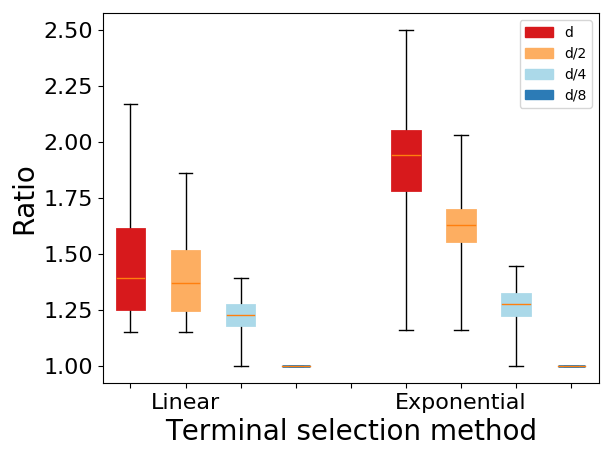 2.50
2.25
2.00
1.75
1.50
1.25
1.00
Ratio
d
d/2
d/4
d/8
Linear
Exponential
Terminal selection method